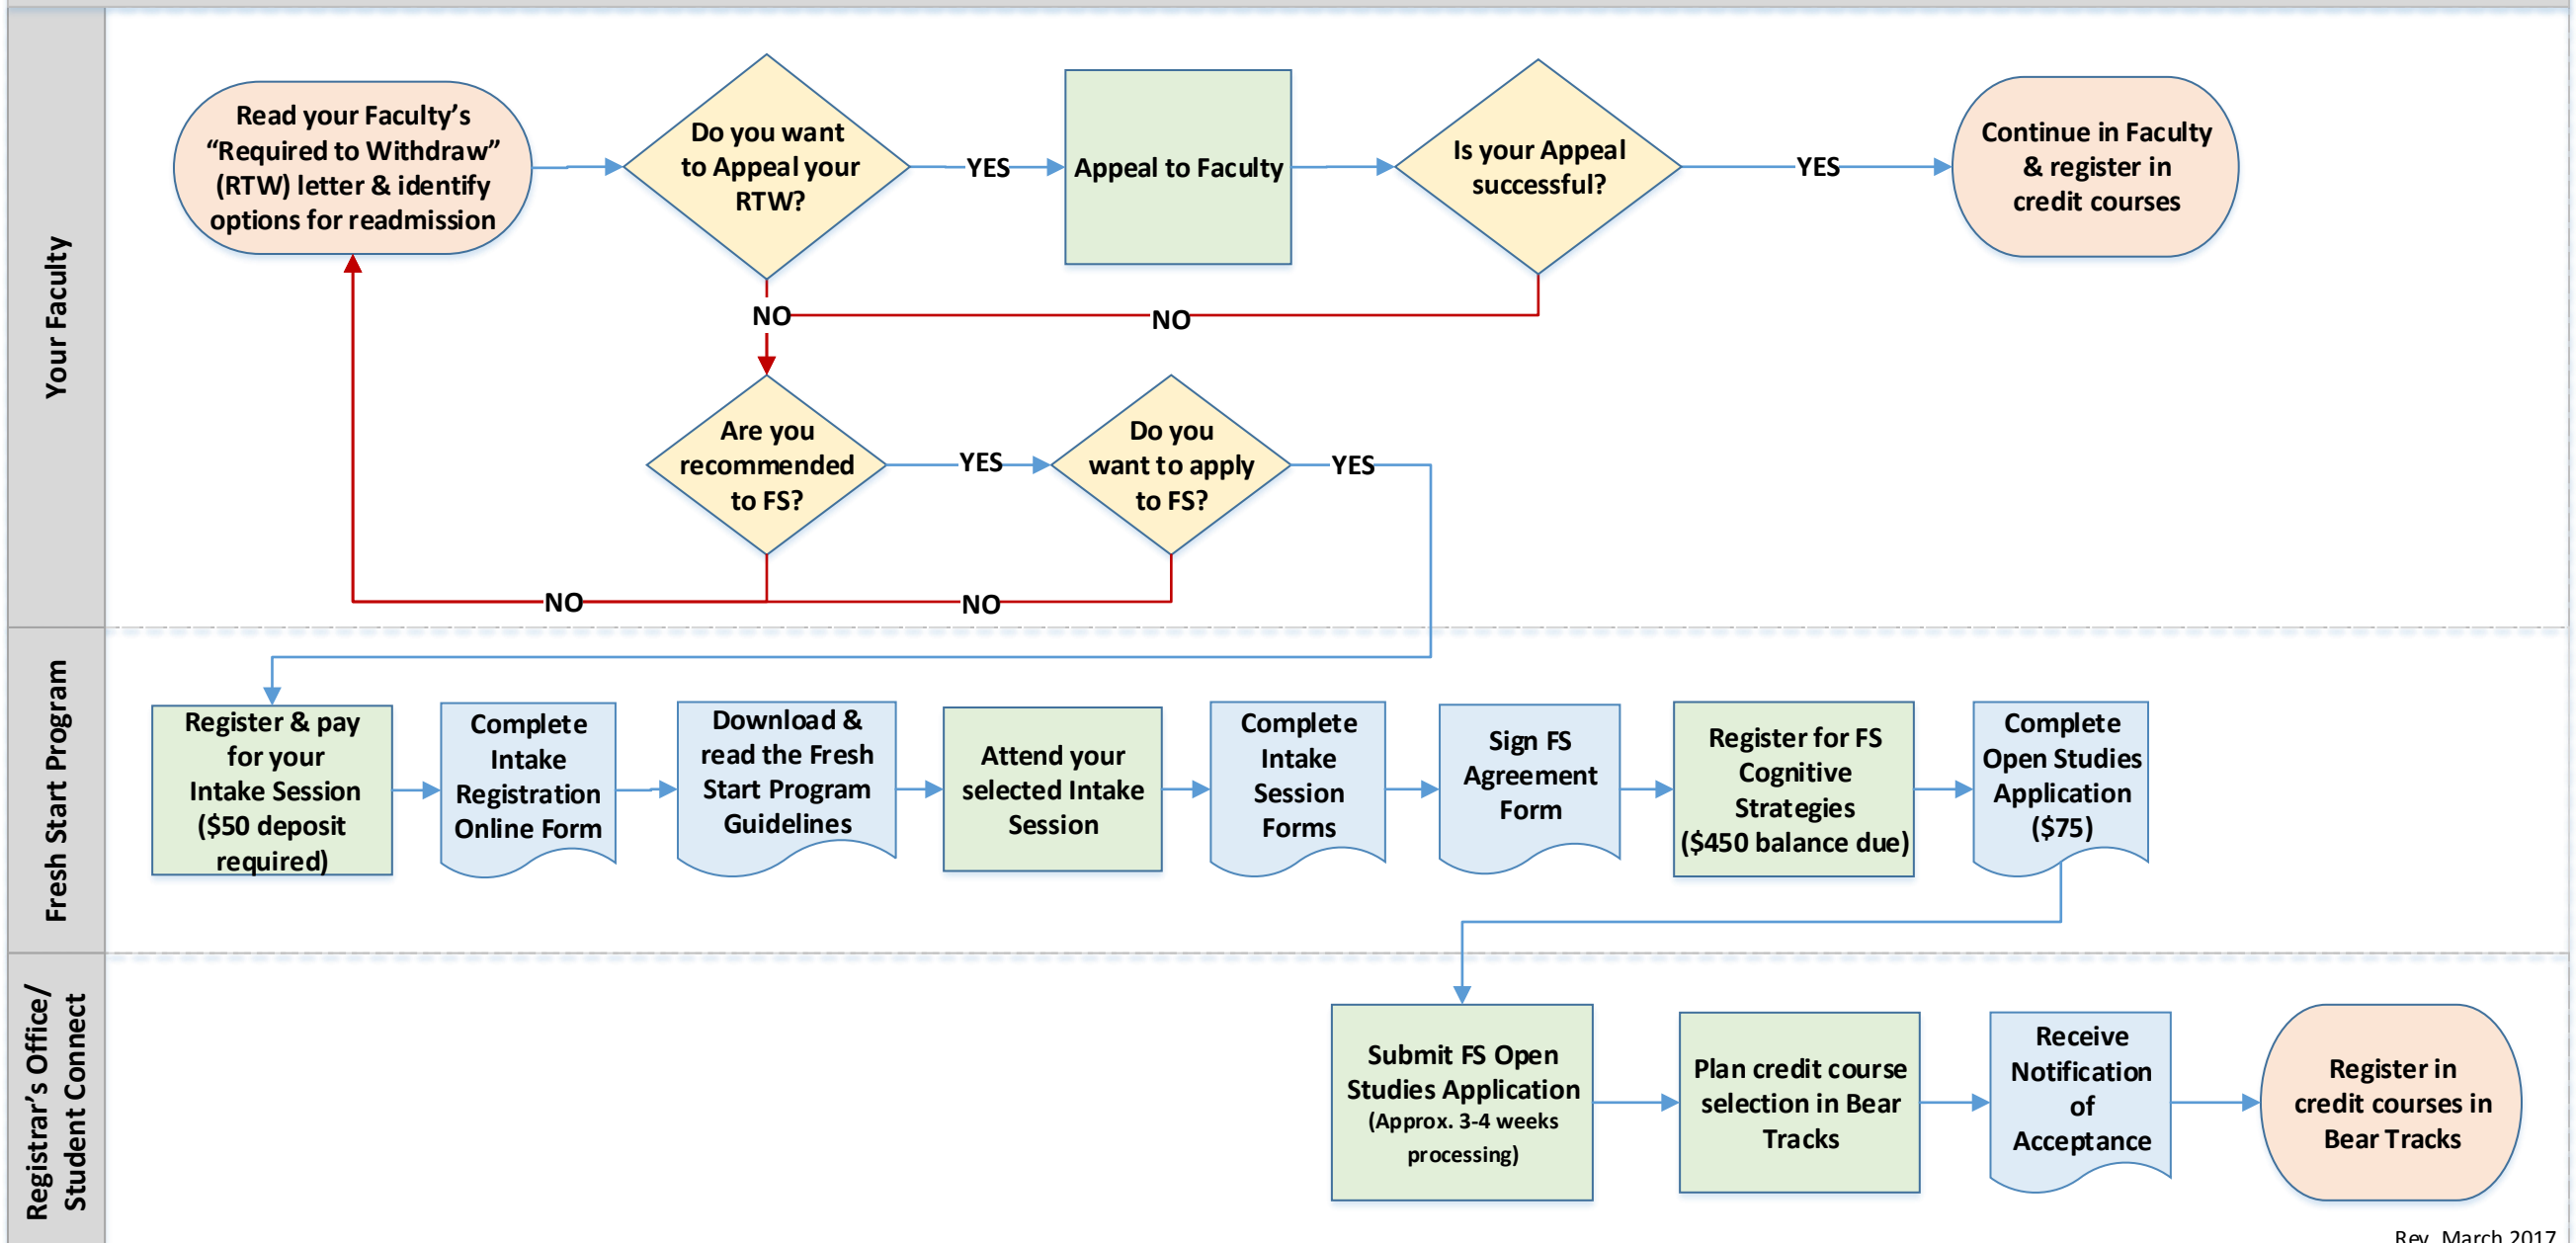 Your Faculty
Read your Faculty’s
“Required to Withdraw”
(RTW) letter & identify
options for readmission
Do you want
to Appeal your
RTW?
YES
Appeal to Faculty
Is your Appeal
successful?
YES
Continue in Faculty
& register in
credit courses
NO
NO
Are you
recommended
to FS?
YES
Do you
want to apply
to FS?
YES
NO
NO
Fresh Start Program
Register & pay
for your
Intake Session
($50 deposit
required)
Complete
Intake
Registration
Online Form
Download &
read the Fresh
Start Program
Guidelines
Attend your
selected Intake
Session
Complete
Intake
Session
Forms
Sign FS
Agreement
Form
Register for FS
Cognitive
Strategies
($450 balance due)
Complete
Open Studies
Application
($75)
Registrar’s Office/
Student Connect
Submit FS Open
Studies Application
(Approx. 3-4 weeks
processing)
Plan credit course
selection in Bear
Tracks
Receive
Notification
of
Acceptance
Register in
credit courses in
Bear Tracks
Rev. March 2017